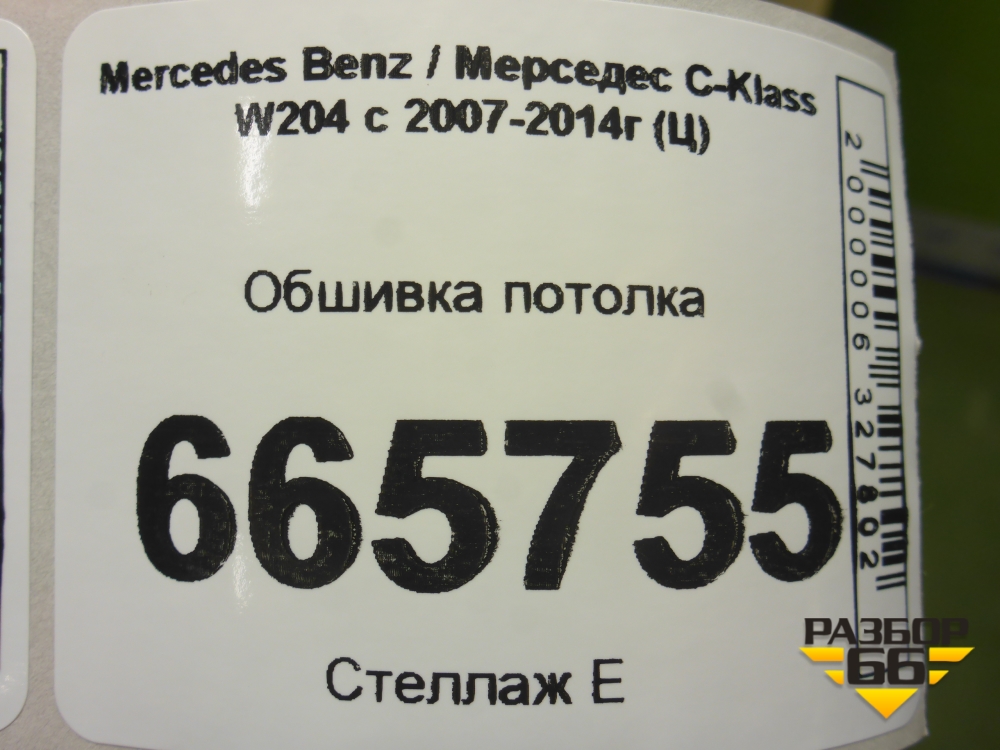 Mercedes Benz / Мерседес C-Klass
W204 с 2007-2014г (Ц)
Обшивка потолка
665755
Стеллаж Е
2000006327802
РАЗБОР
66